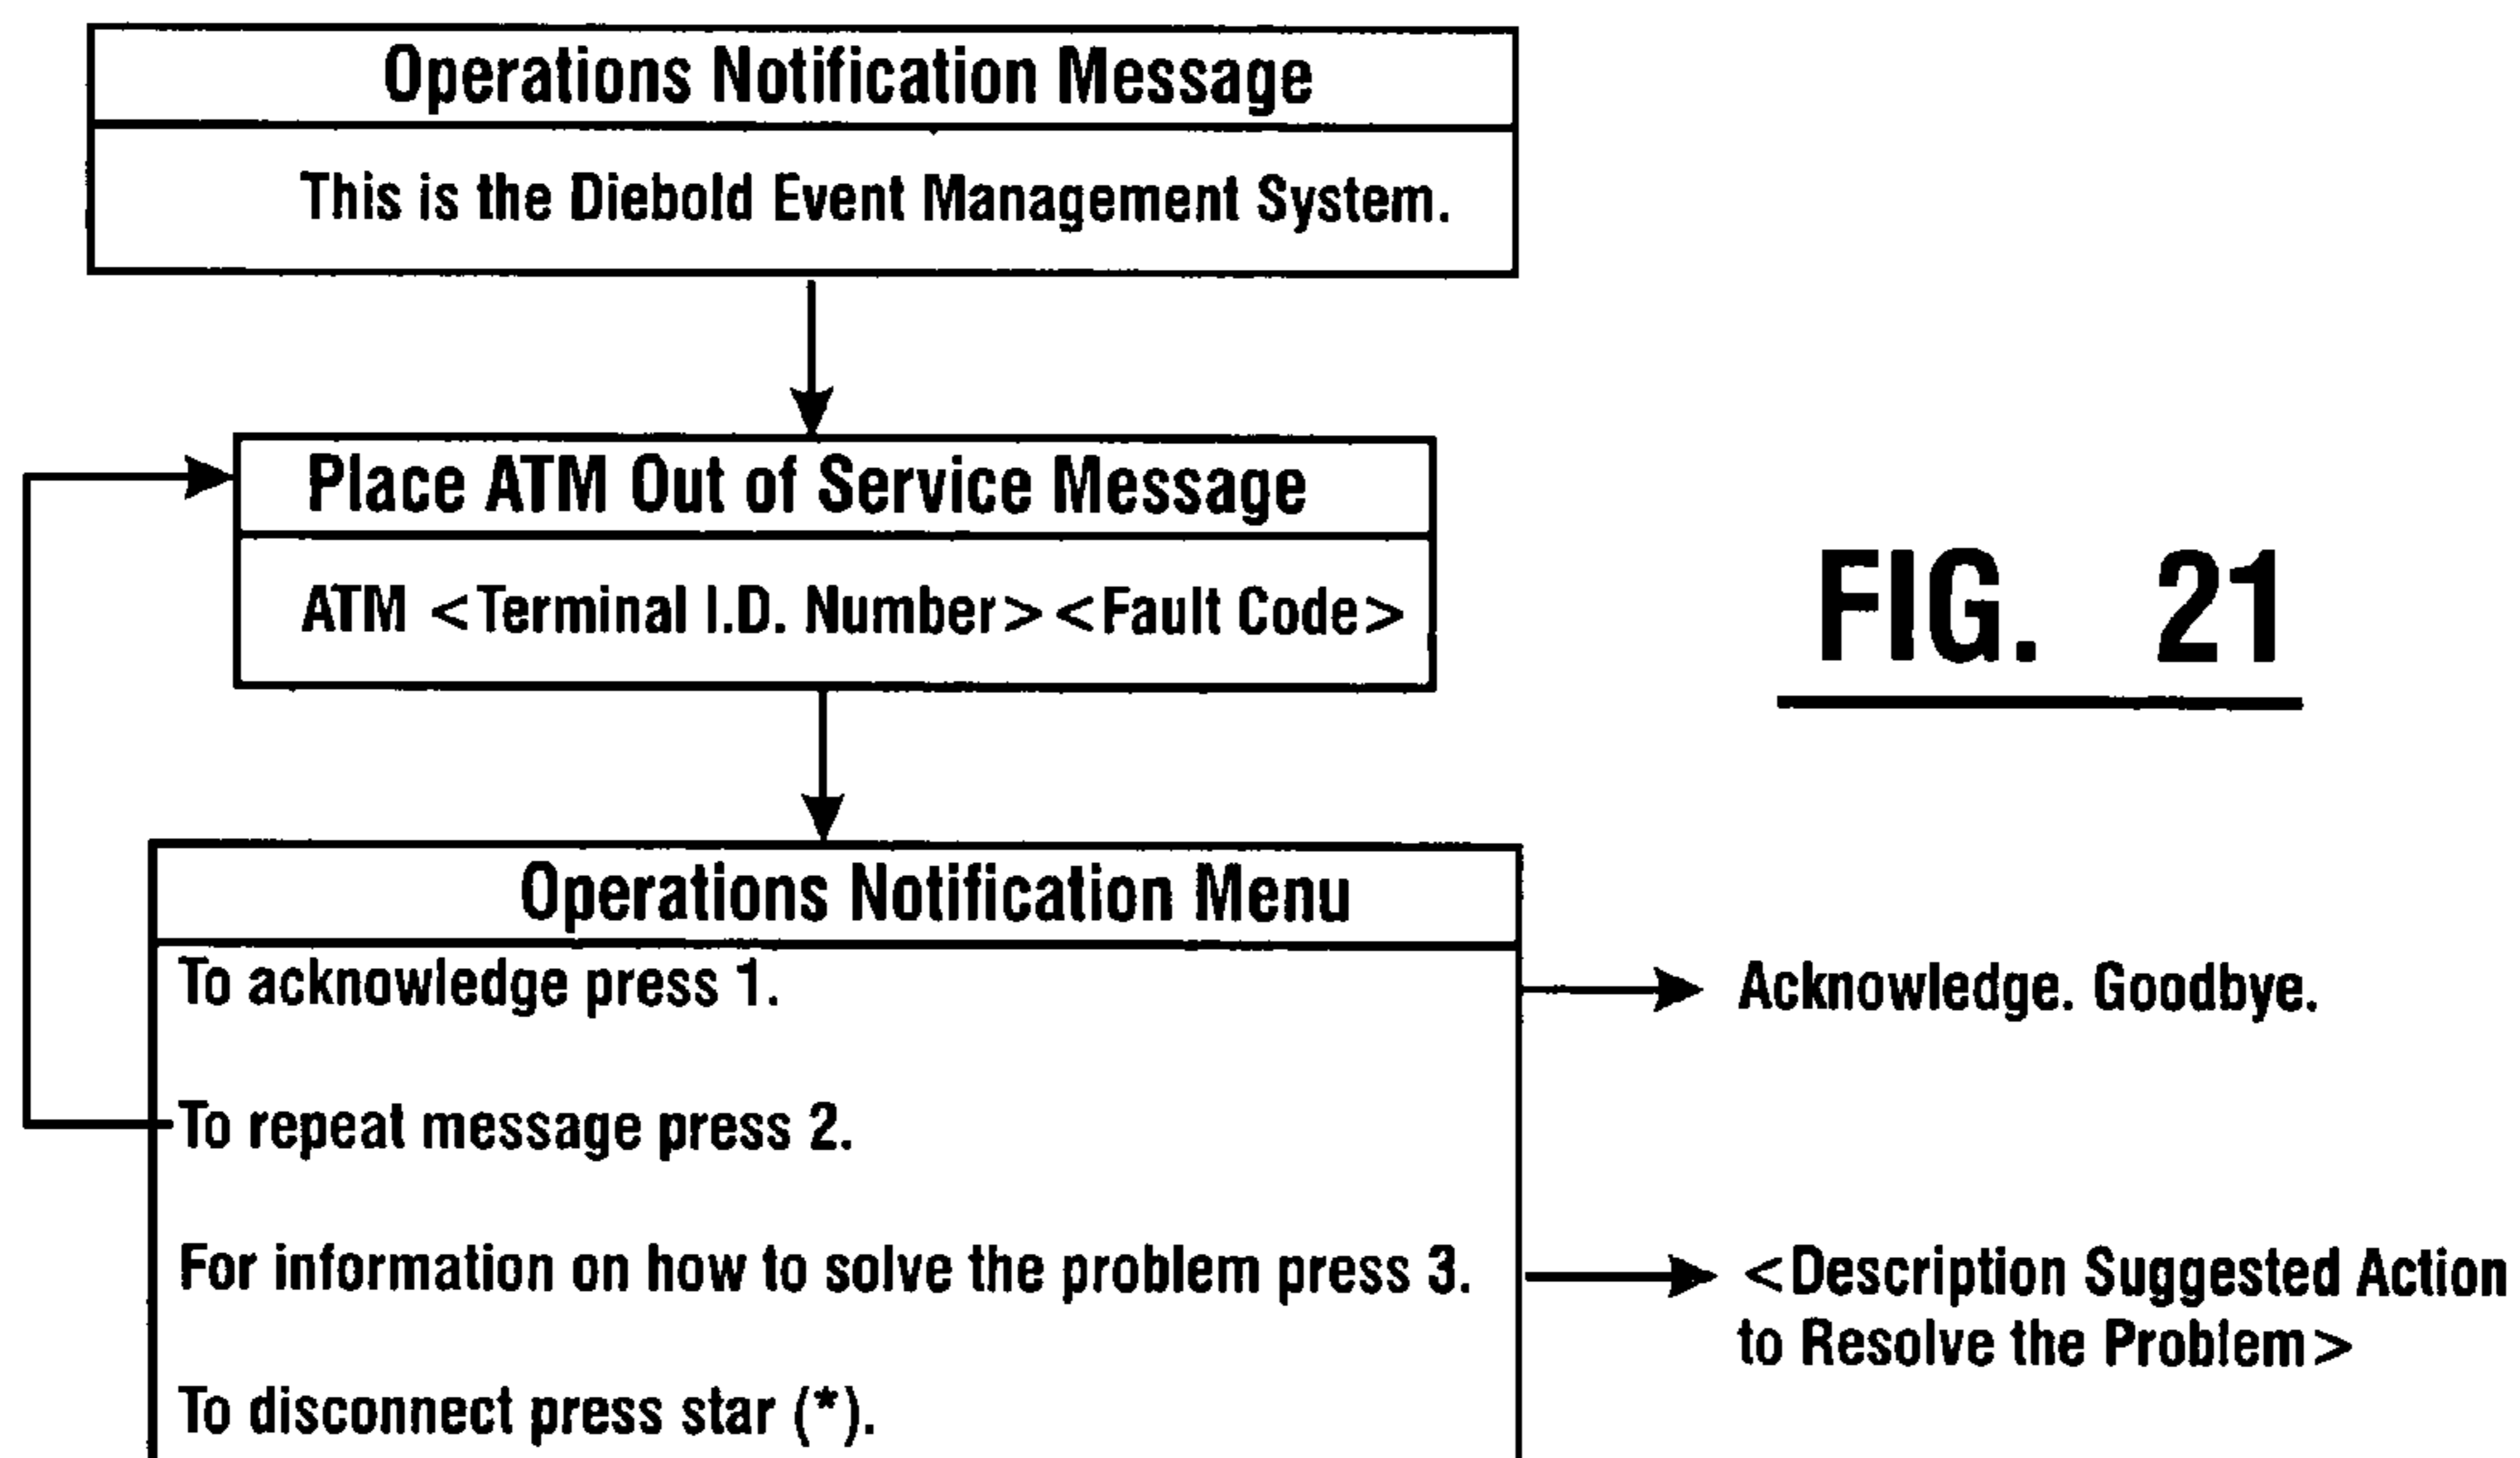 Operations Notification Message
This is the Diebold Event Management System.
Place ATM Out of Service Message
ATM <Terminal I.D. Number><Fault Code>
FIG. 21
Operations Notification Menu
To acknowledge press 1.
Acknowledge. Goodbye.
To repeat message press 2.
For information on how to solve the problem press 3.
<Description Suggested Action
to Resolve the Problem>
To disconnect press star (*).